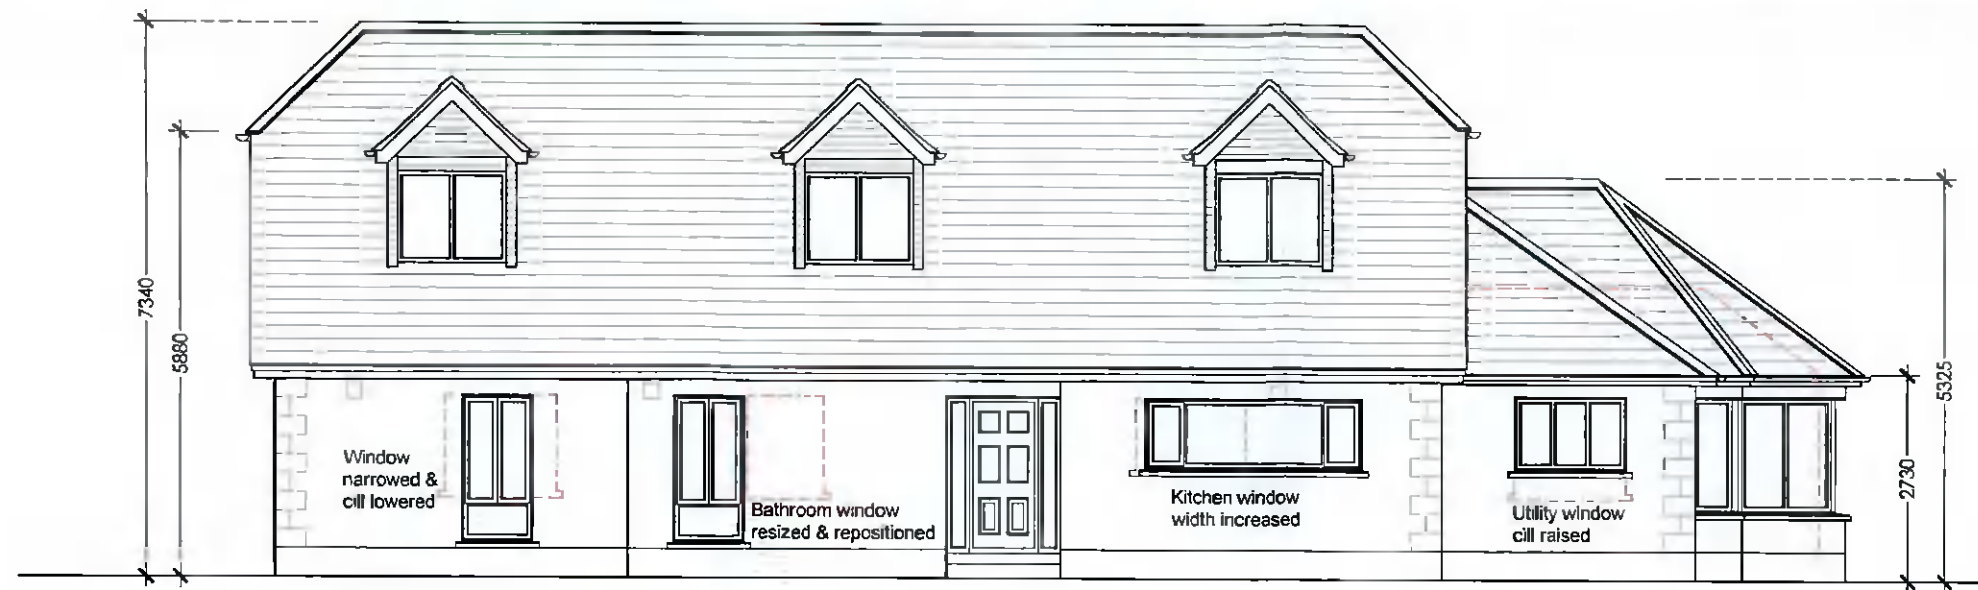 7340
5880
Window
narrowed &
cill lowered
Bathroom window
resized & repositioned
Kitchen window
width increased
Utility window
cill raised
2730
5325